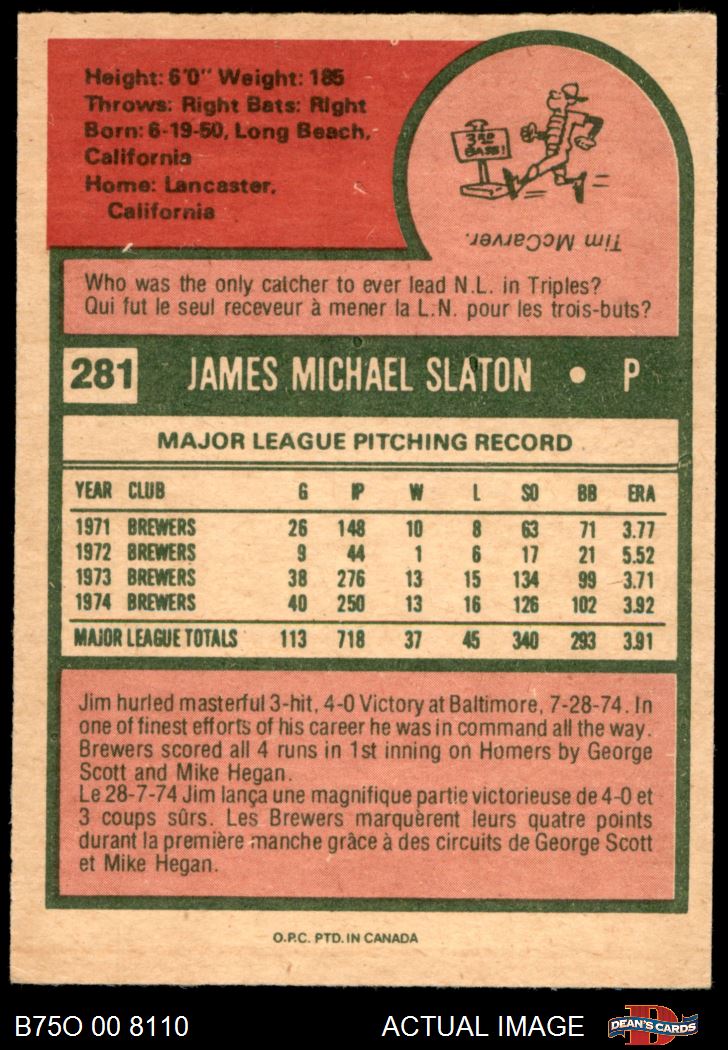 Height: 6'0" Weight: 185
Throws: Right Bats: Right
Born: 6-19-50, Long Beach,
California
Home: Lancaster,
California
3RD
BASE!
Tim McCarver.
Who was the only catcher to ever lead N.L. in Triples?
Qui fut le seul receveur à mener la L.N. pour les trois-buts?
281 JAMES MICHAEL SLATON • P
MAJOR LEAGUE PITCHING RECORD
YEAR CLUB G IP W L SO BB ERA
1971 BREWERS 26 148 10 8 63 71 3.77
1972 BREWERS 9 44 1 6 17 21 5.52
1973 BREWERS 38 276 13 15 134 99 3.71
1974 BREWERS 40 250 13 16 126 102 3.92
MAJOR LEAGUE TOTALS 113 718 37 45 340 293 3.91
Jim hurled masterful 3-hit, 4-0 Victory at Baltimore, 7-28-74. In
one of finest efforts of his career he was in command all the way.
Brewers scored all 4 runs in 1st inning on Homers by George
Scott and Mike Hegan.
Le 28-7-74 Jim lança une magnifique partie victorieuse de 4-0 et
3 coups sûrs. Les Brewers marquèrent leurs quatre points
durant la première manche grâce à des circuits de George Scott
et Mike Hegan.
O.P.C. PTD. IN CANADA
B75O 00 8110 ACTUAL IMAGE
D
DEAN'S CARDS